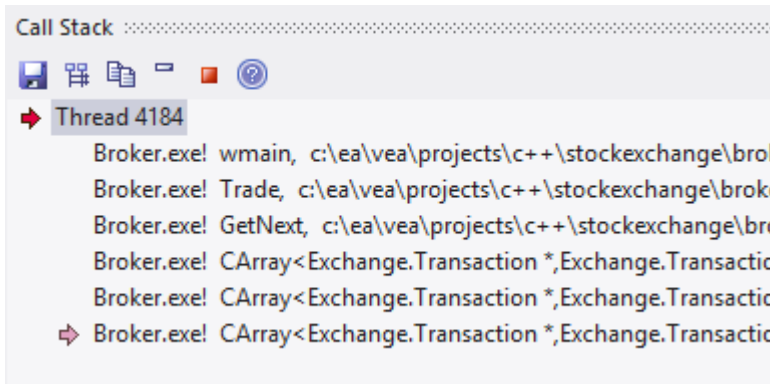 Call Stack
Thread 4184
Broker.exe! wmain, c:\ea\vea\projects\c++\stockexchange\bro
Broker.exe! Trade, c:\ea\vea\projects\c++\stockexchange\broke
Broker.exe! GetNext, c:\ea\vea\projects\c++\stockexchange\bro
Broker.exe! CArray<Exchange.Transaction *,Exchange.Transactio
Broker.exe! CArray<Exchange.Transaction *,Exchange.Transactio
Broker.exe! CArray<Exchange.Transaction *,Exchange.Transactio